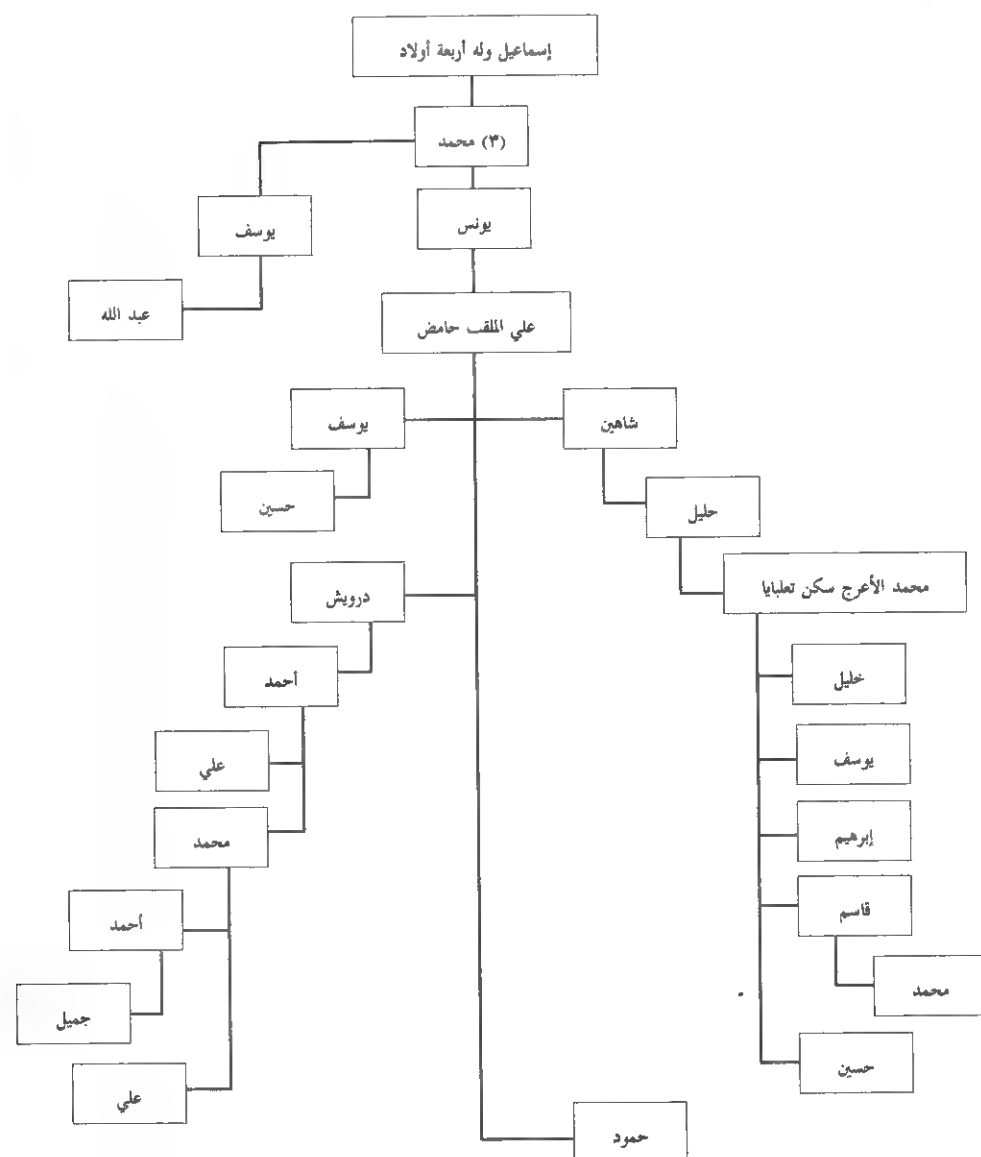 إسماعيل وله أربعة أولاد
(٣) محمد
يوسف
يونس
عبد الله
علي الملقب حامض
شاهين
يوسف
خليل
حسين
محمد الأعرج سكن تعلبايا
درويش
خليل
أحمد
يوسف
علي
إبرهيم
محمد
قاسم
أحمد
محمد
جميل
حسين
علي
حمود